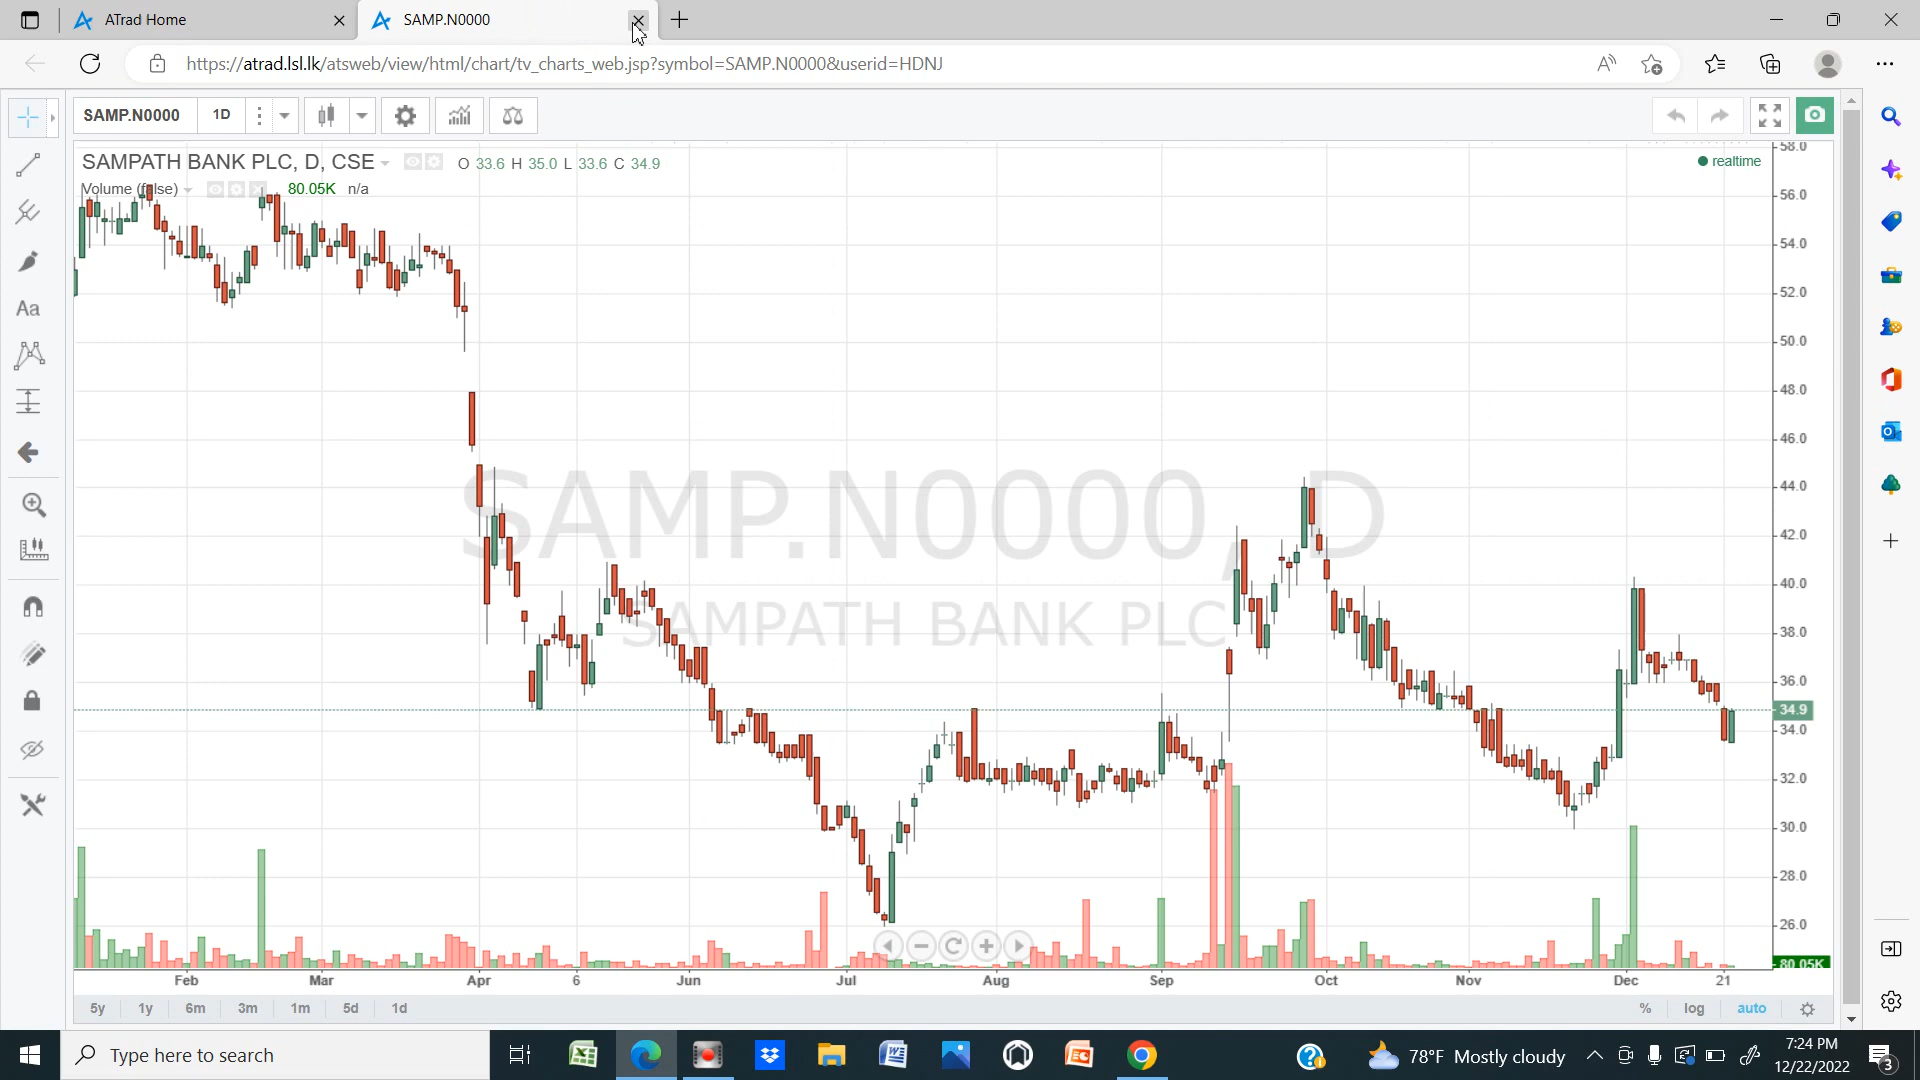 ATrad Home
SAMP.N0000
https://atrad.lsl.lk/atsweb/view/html/chart/tv_charts_web.jsp?symbol=SAMP.N0000&userid=HDNJ
SAMP.N0000 1D
SAMPATH BANK PLC, D, CSE O 33.6 H 35.0 L 33.6 C 34.9
realtime
Volume (false) 80.05K n/a
Aa
SAMP.N0000, D
SAMPATH BANK PLC
58.0
56.0
54.0
52.0
50.0
48.0
46.0
44.0
42.0
40.0
38.0
36.0
34.9
34.0
32.0
30.0
28.0
26.0
80.05K
Feb Mar Apr 6 Jun Jul Aug Sep Oct Nov Dec 21
5y 1y 6m 3m 1m 5d 1d % log auto
Type here to search
78°F Mostly cloudy
7:24 PM
12/22/2022
3